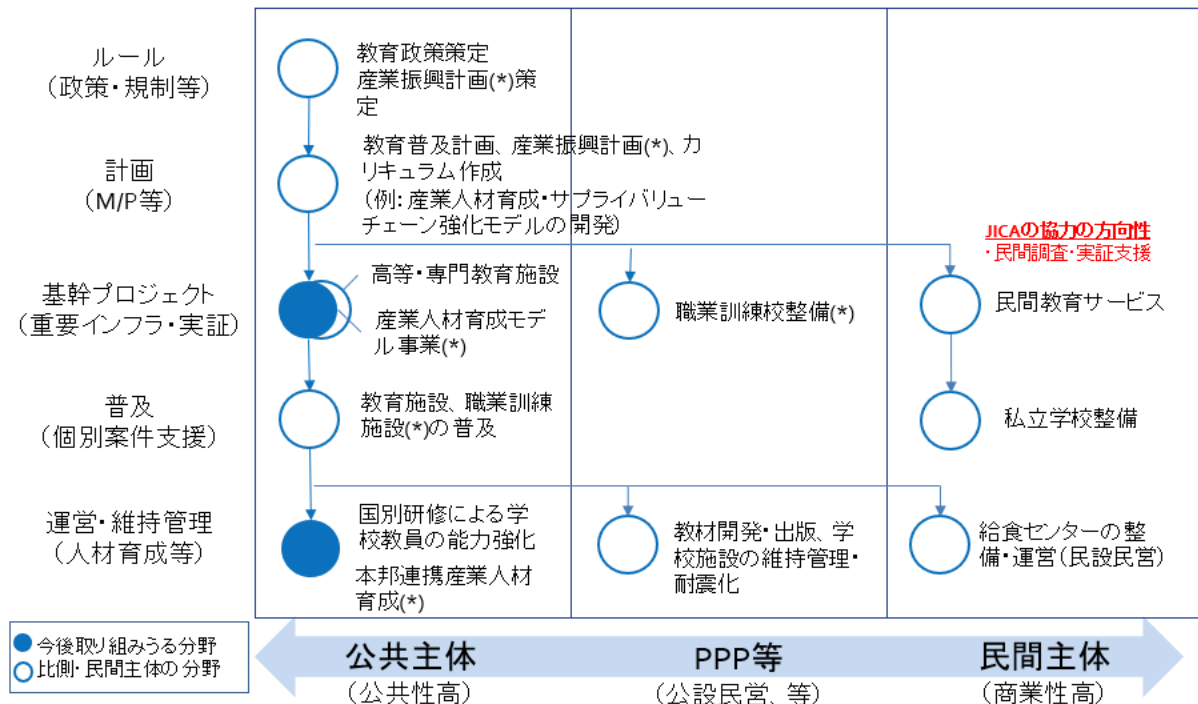 ルール
(政策・規制等)
教育政策策定
産業振興計画(*)策
定
計画
(M/P等)
教育普及計画、産業振興計画(*)、カ
リキュラム作成
(例: 産業人材育成・サプライバリュー
チェーン強化モデルの開発)
JICAの協力の方向性
・民間調査・実証支援
基幹プロジェクト
(重要インフラ・実証)
高等・専門教育施設
産業人材育成モデ
ル事業(*)
職業訓練校整備(*)
民間教育サービス
普及
(個別案件支援)
教育施設、職業訓練
施設(*)の普及
私立学校整備
運営・維持管理
(人材育成等)
国別研修による学
校教員の能力強化
本邦連携産業人材
育成(*)
教材開発・出版、学
校施設の維持管理・
耐震化
給食センターの整
備・運営(民設民営)
今後取り組みうる分野
比側・民間主体の分野
公共主体
(公共性高)
PPP等
(公設民営、等)
民間主体
(商業性高)